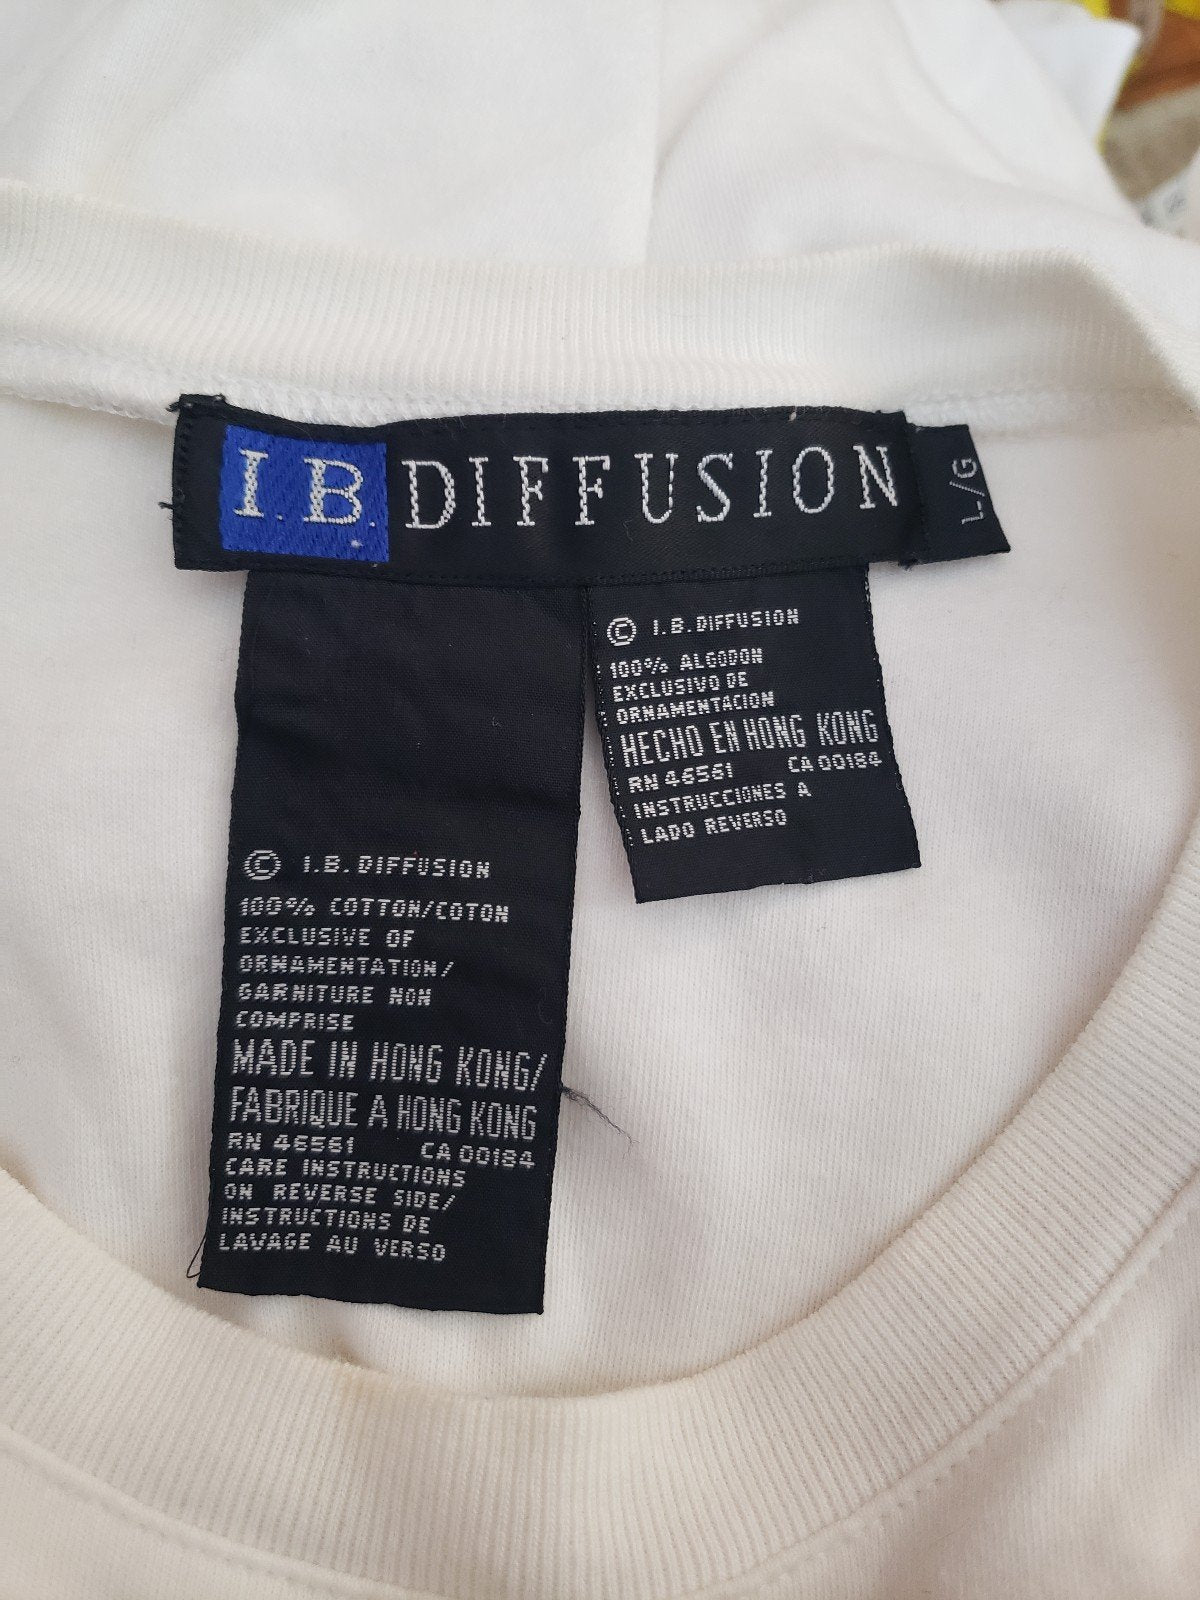 I.B. DIFFUSION
L/G
© I.B. DIFFUSION
100% ALGODON
EXCLUSIVO DE
ORNAMENTACION
HECHO EN HONG KONG
RN 46561 CA 00184
INSTRUCCIONES A
LADO REVERSO
© I.B. DIFFUSION
100% COTTON/COTON
EXCLUSIVE OF
ORNAMENTATION/
GARNITURE NON
COMPRISE
MADE IN HONG KONG/
FABRIQUE A HONG KONG
RN 46561 CA 00184
CARE INSTRUCTIONS
ON REVERSE SIDE/
INSTRUCTIONS DE
LAVAGE AU VERSO